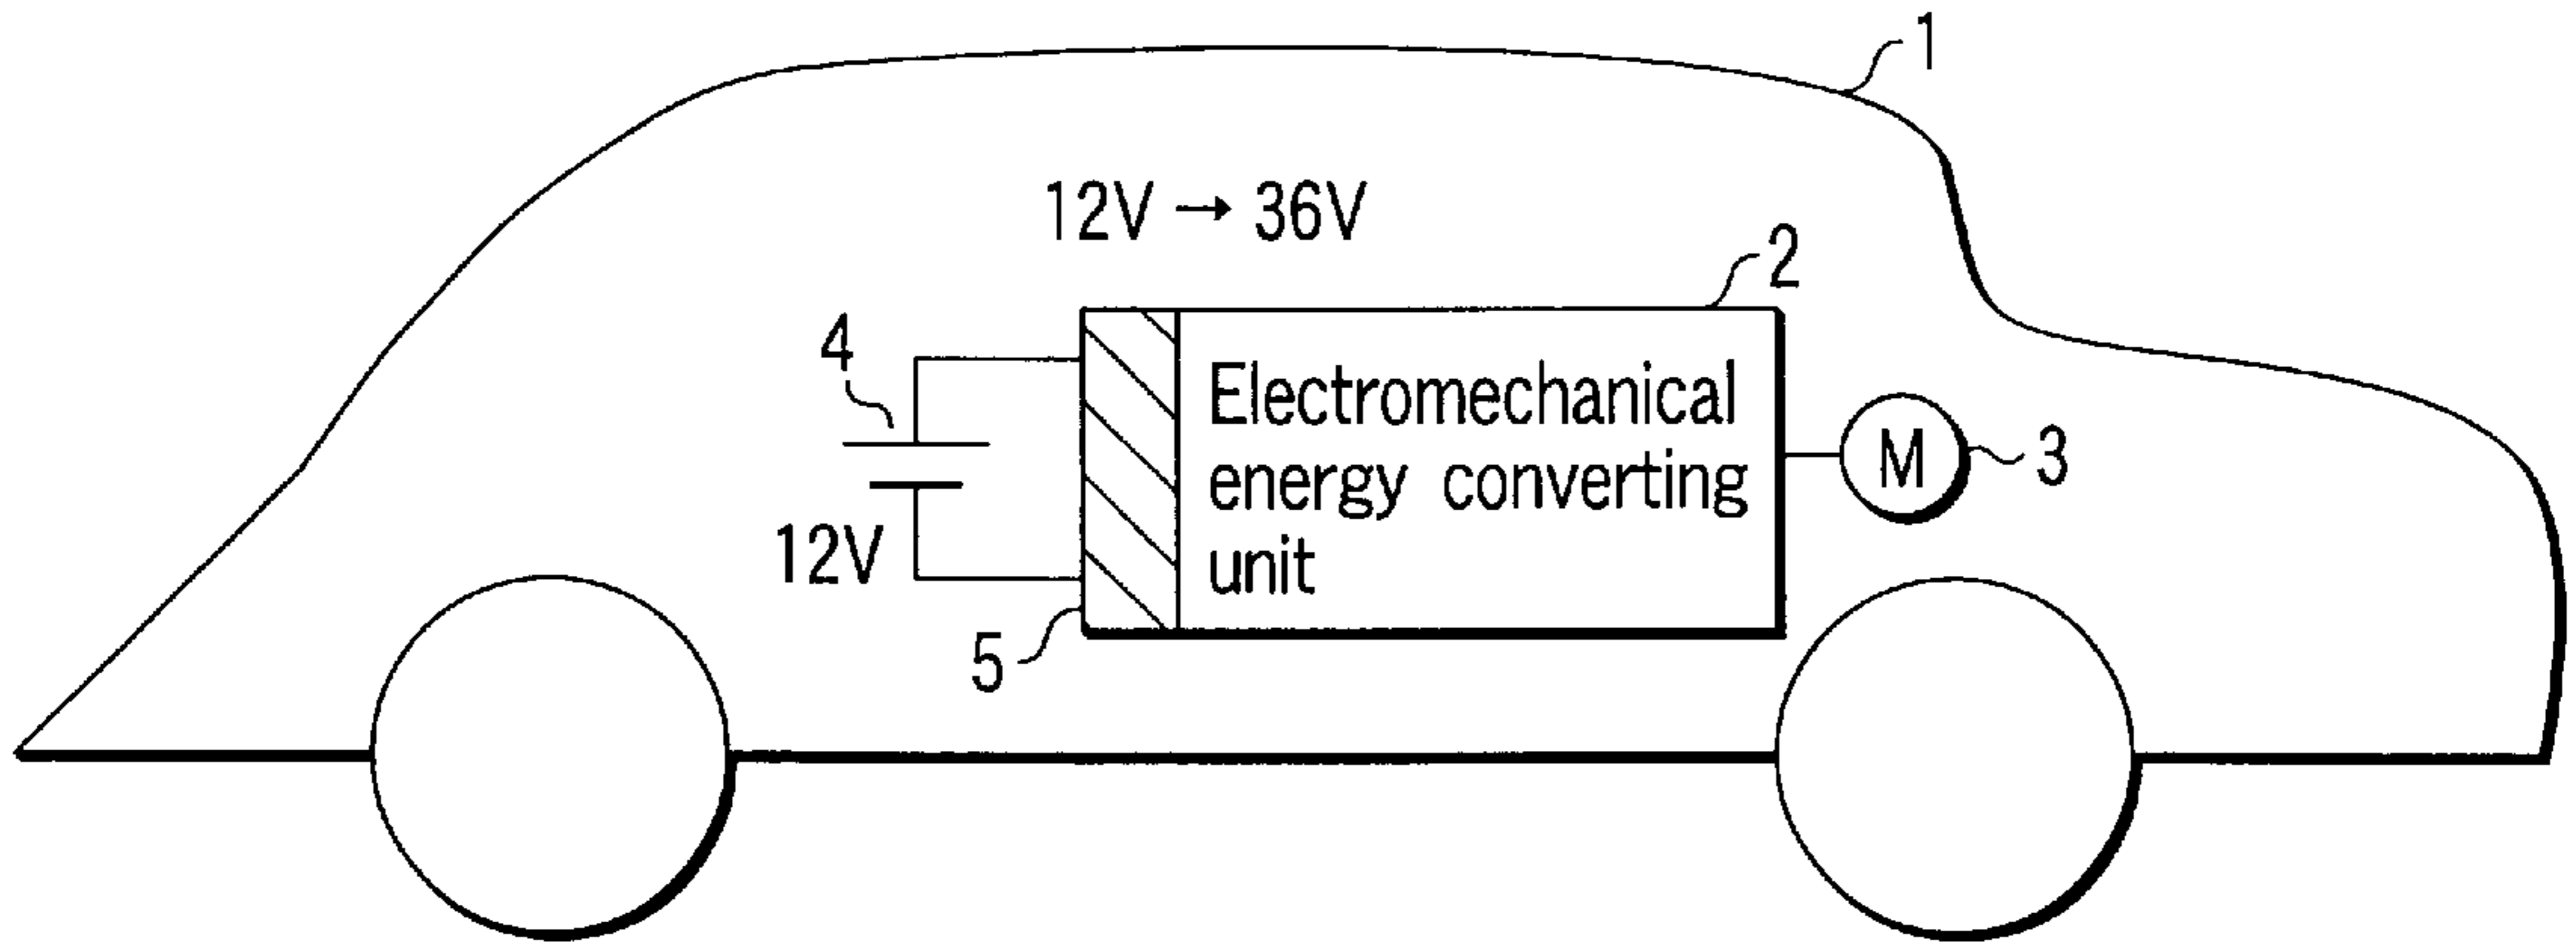 1
12V → 36V
2
4
Electromechanical
energy converting
unit
M
3
12V
5